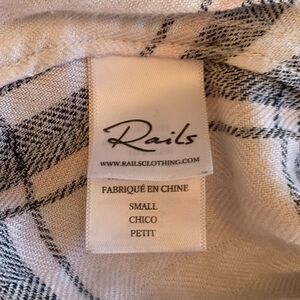 Rails
WWW.RAILSCLOTHING.COM
FABRIQUÉ EN CHINE
SMALL
CHICO
PETIT